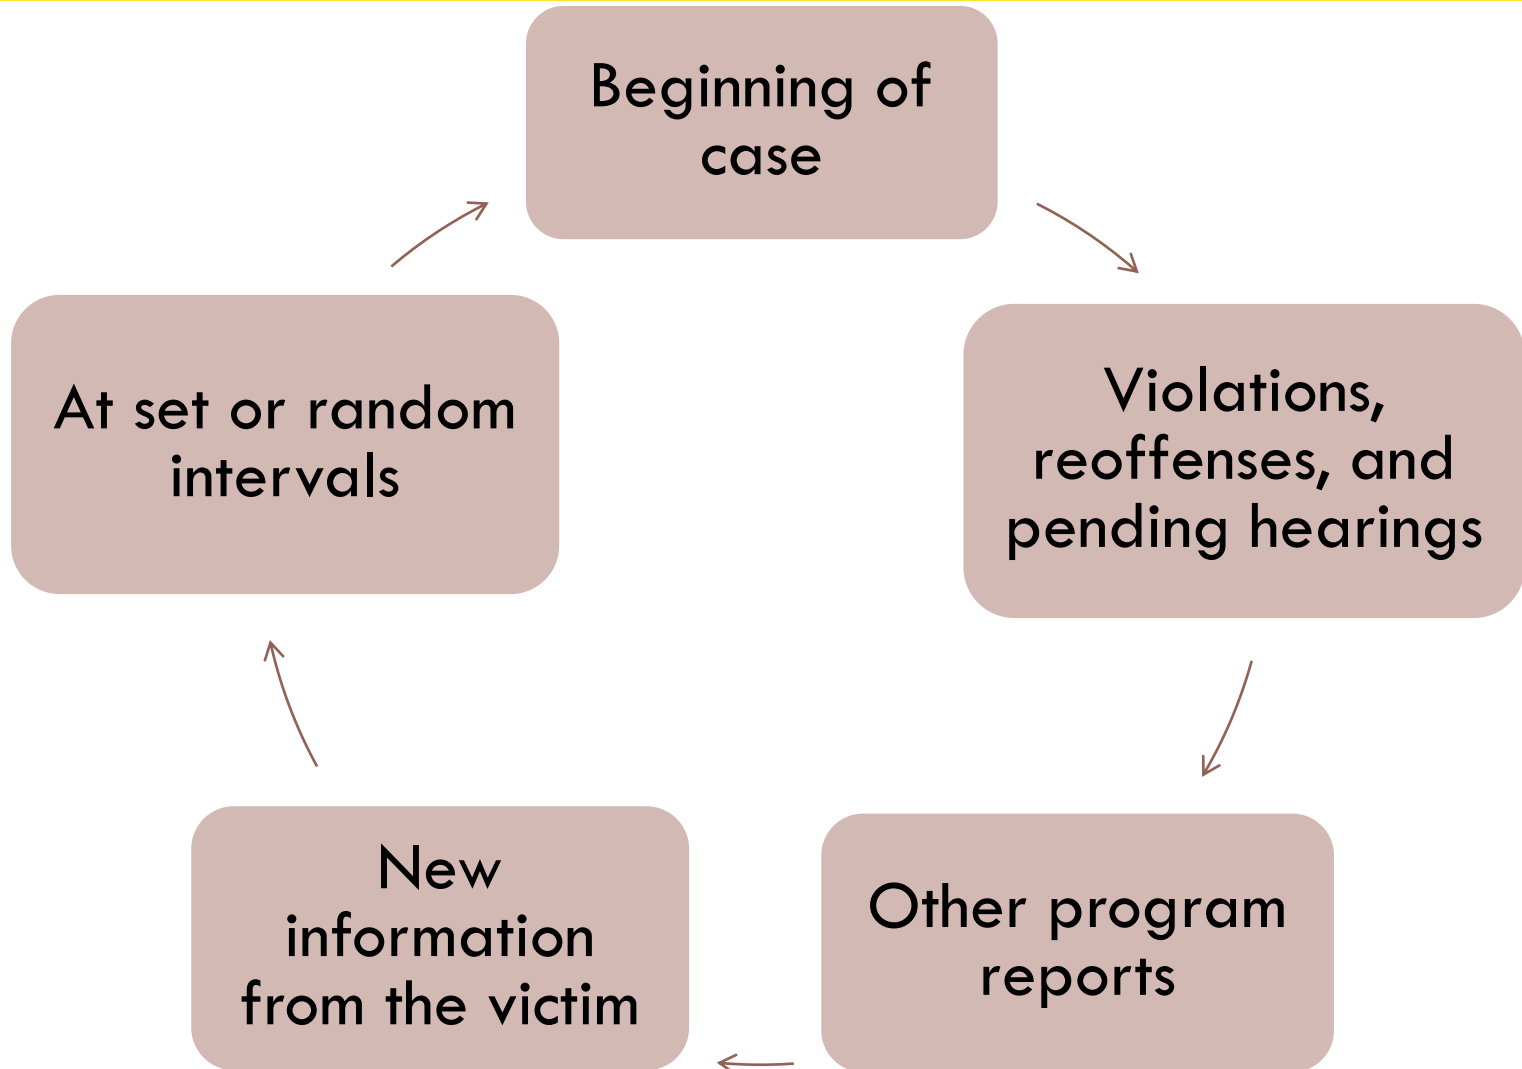 Beginning of
case
Violations,
reoffenses, and
pending hearings
Other program
reports
New
information
from the victim
At set or random
intervals